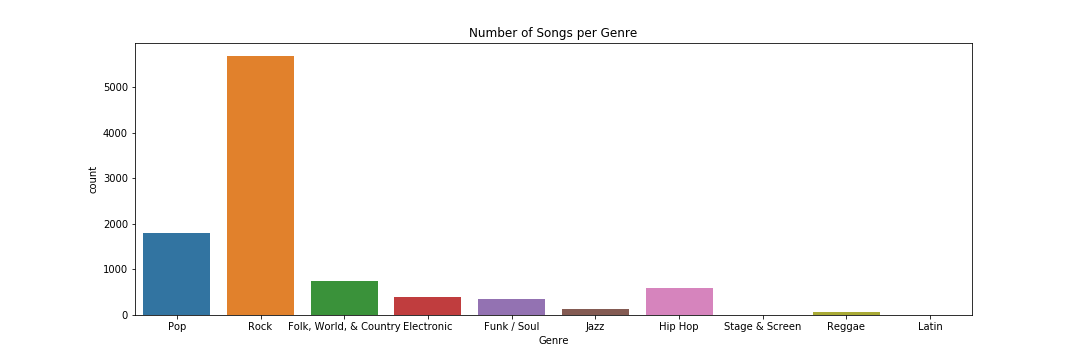 Number of Songs per Genre
5000
4000
3000
2000
1000
0
count
Pop
Rock
Folk, World, & Country
Electronic
Funk / Soul
Jazz
Hip Hop
Stage & Screen
Reggae
Latin
Genre